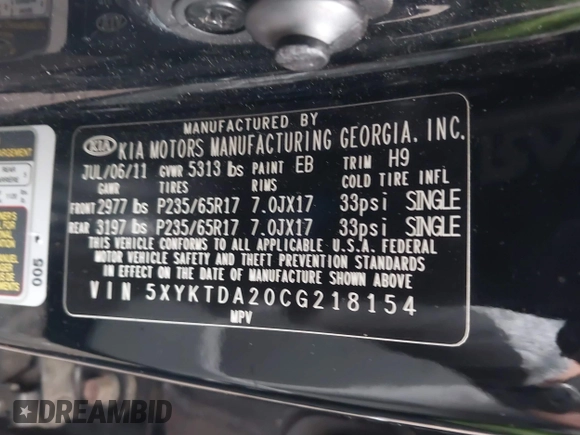 MANUFACTURED BY
KIA KIA MOTORS MANUFACTURING GEORGIA, INC.
JUL/06/11 GVWR 5313 lbs PAINT EB TRIM H9
GAWR TIRES RIMS COLD TIRE INFL
FRONT 2977 lbs P235/65R17 7.0JX17 33psi SINGLE
REAR 3197 lbs P235/65R17 7.0JX17 33psi SINGLE
THIS VEHICLE CONFORMS TO ALL APPLICABLE U.S.A. FEDERAL
MOTOR VEHICLE SAFETY AND THEFT PREVENTION STANDARDS
IN EFFECT ON THE DATE OF MANUFACTURE SHOWN ABOVE
VIN 5XYKTDA20CG218154
MPV
005
DREAMBID